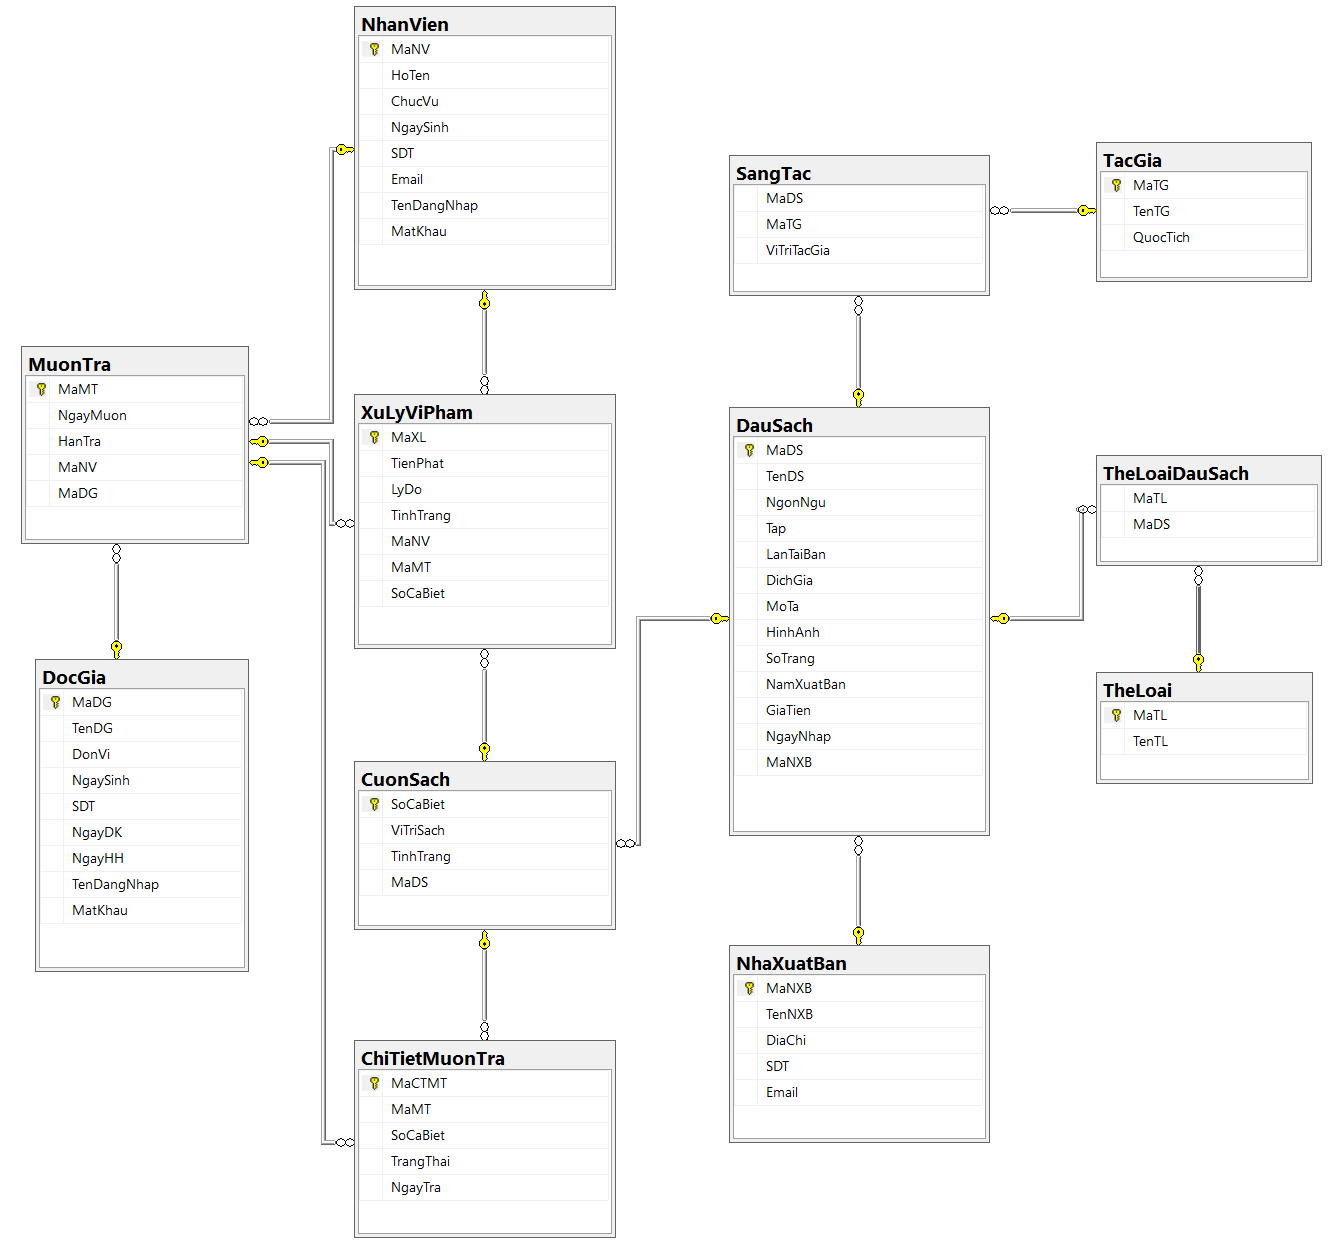 NhanVien
MaNV
HoTen
ChucVu
NgaySinh
SDT
Email
TenDangNhap
MatKhau
MuonTra
MaMT
NgayMuon
HanTra
MaNV
MaDG
DocGia
MaDG
TenDG
DonVi
NgaySinh
SDT
NgayDK
NgayHH
TenDangNhap
MatKhau
XuLyViPham
MaXL
TienPhat
LyDo
TinhTrang
MaNV
MaMT
SoCaBiet
CuonSach
SoCaBiet
ViTriSach
TinhTrang
MaDS
ChiTietMuonTra
MaCTMT
MaMT
SoCaBiet
TrangThai
NgayTra
SangTac
MaDS
MaTG
ViTriTacGia
DauSach
MaDS
TenDS
NgonNgu
Tap
LanTaiBan
DichGia
MoTa
HinhAnh
SoTrang
NamXuatBan
GiaTien
NgayNhap
MaNXB
NhaXuatBan
MaNXB
TenNXB
DiaChi
SDT
Email
TacGia
MaTG
TenTG
QuocTich
TheLoaiDauSach
MaTL
MaDS
TheLoai
MaTL
TenTL